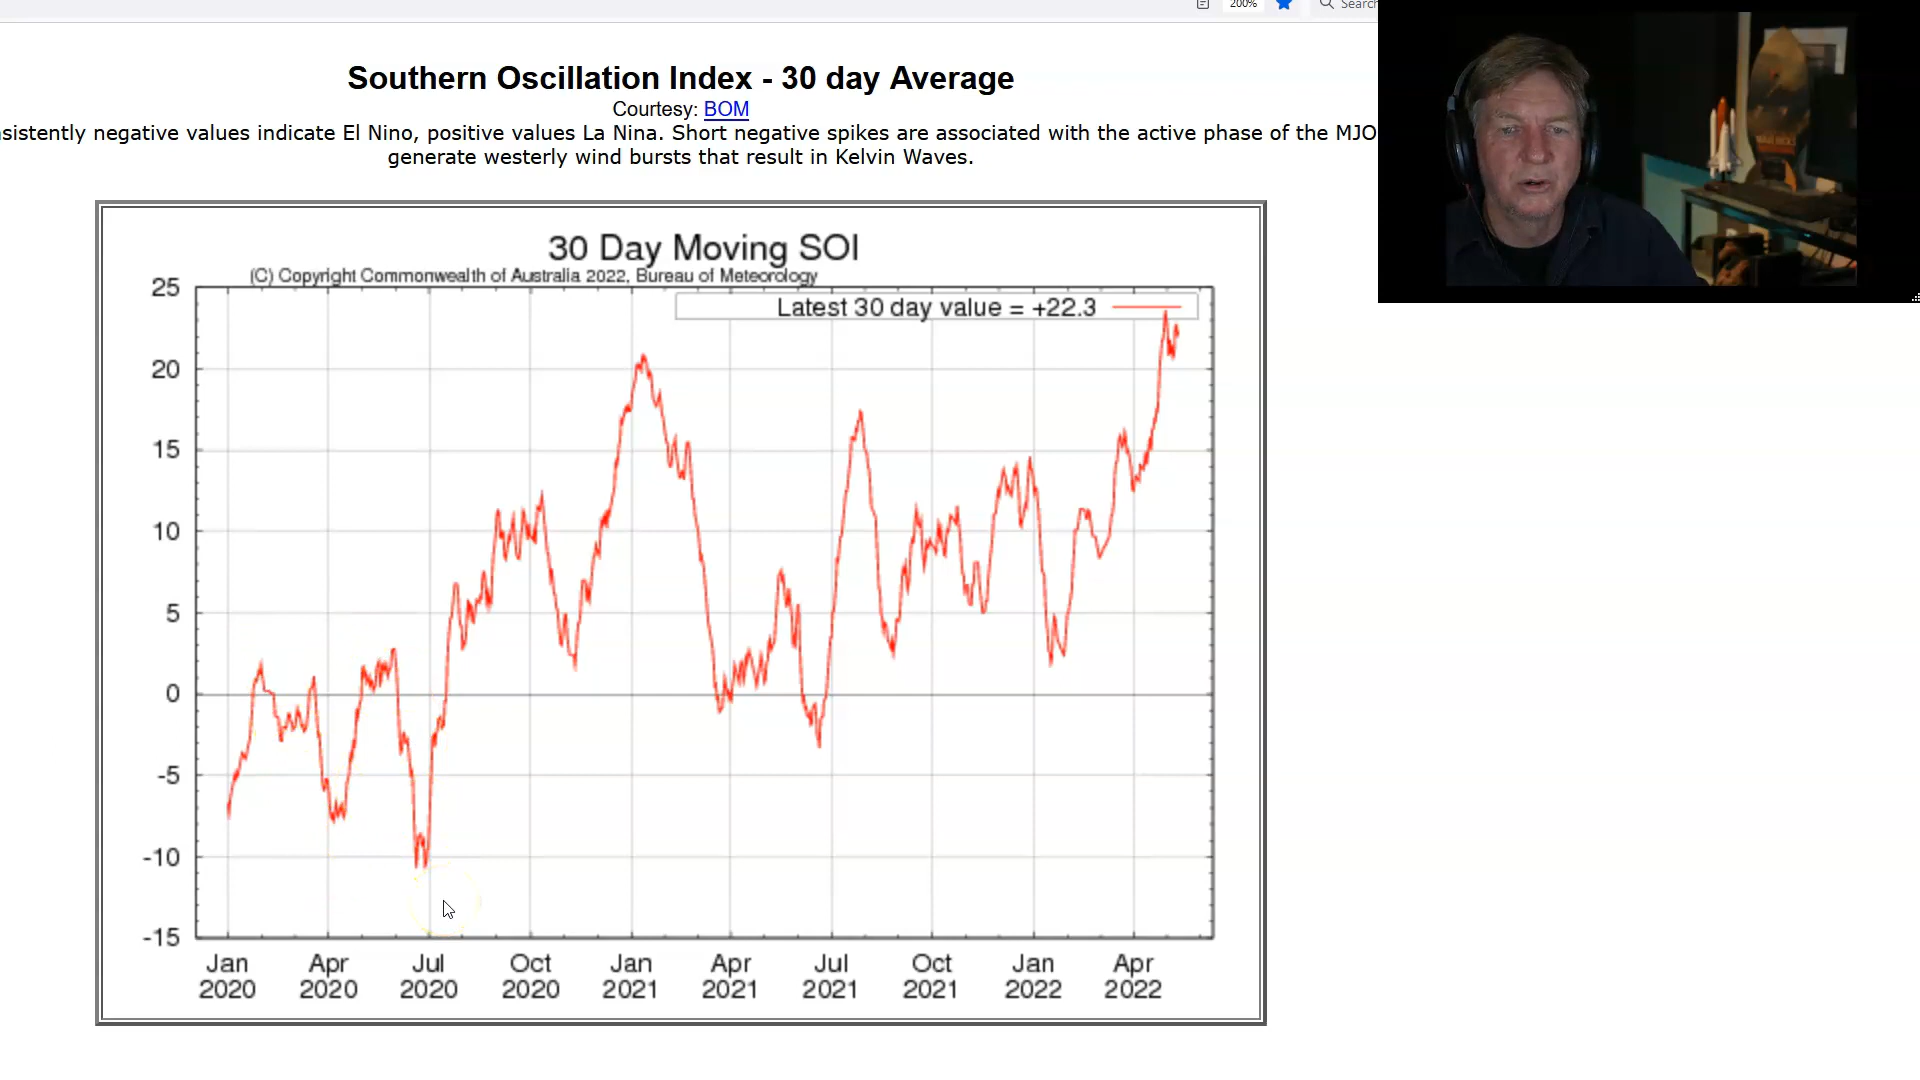 200%
Search
Southern Oscillation Index - 30 day Average
Courtesy: BOM
negative values indicate El Nino, positive values La Nina. Short negative spikes are associated with the active phase of the MJO
generate westerly wind bursts that result in Kelvin Waves.
30 Day Moving SOI
(C) Copyright Commonwealth of Australia 2022, Bureau of Meteorology
Latest 30 day value = +22.3
25
20
15
10
5
0
-5
-10
-15
Jan Apr Jul Oct Jan Apr Jul Oct Jan Apr
2020 2020 2020 2020 2021 2021 2021 2021 2022 2022